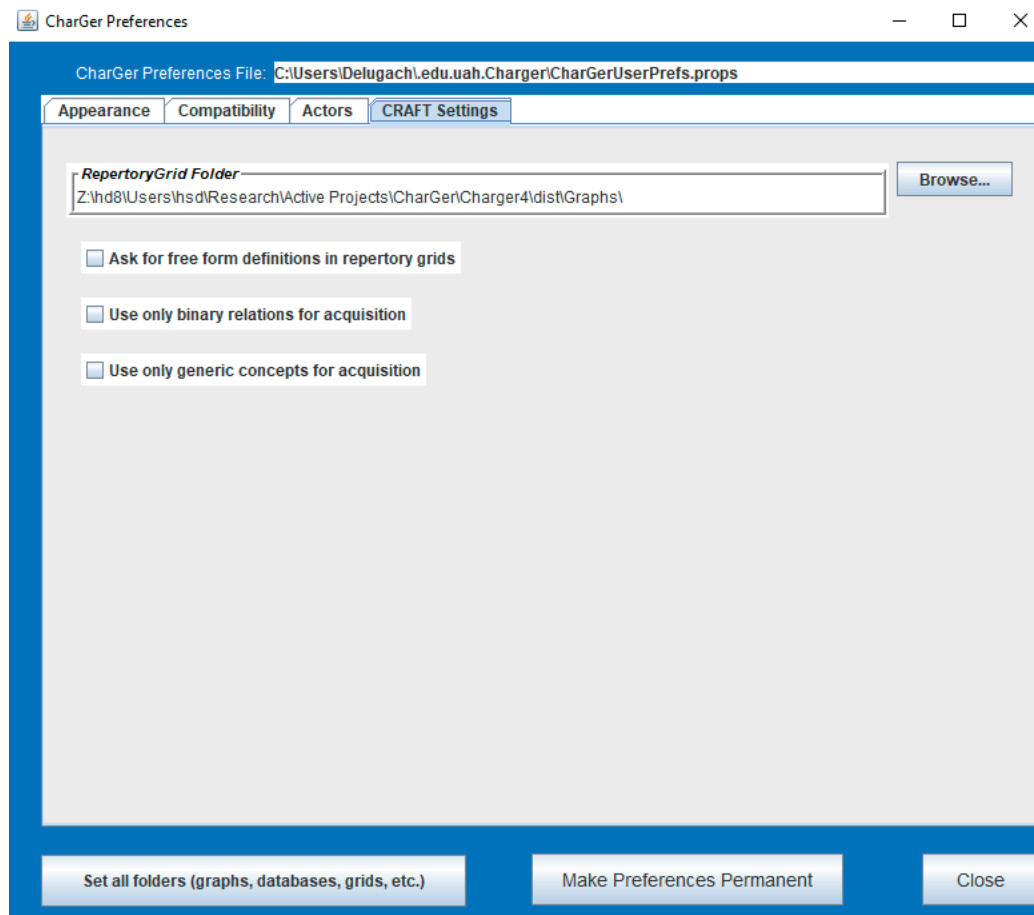 CharGer Preferences
CharGer Preferences File: C:\Users\Delugach\.edu.uah.Charger\CharGerUserPrefs.props
Appearance Compatibility Actors CRAFT Settings
RepertoryGrid Folder
Z:\hd8\Users\hsd\Research\Active Projects\CharGer\Charger4\dist\Graphs\ Browse...
Ask for free form definitions in repertory grids
Use only binary relations for acquisition
Use only generic concepts for acquisition
Set all folders (graphs, databases, grids, etc.) Make Preferences Permanent Close